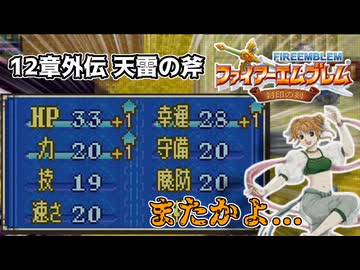 12章外伝 天雷の斧
FIREEMBLEM
ファイアーエムブレム
封印の剣
HP 33+1 幸運 28+1
力 20+1 守備 20
技 19 魔防 20
速さ 20
またかよ...